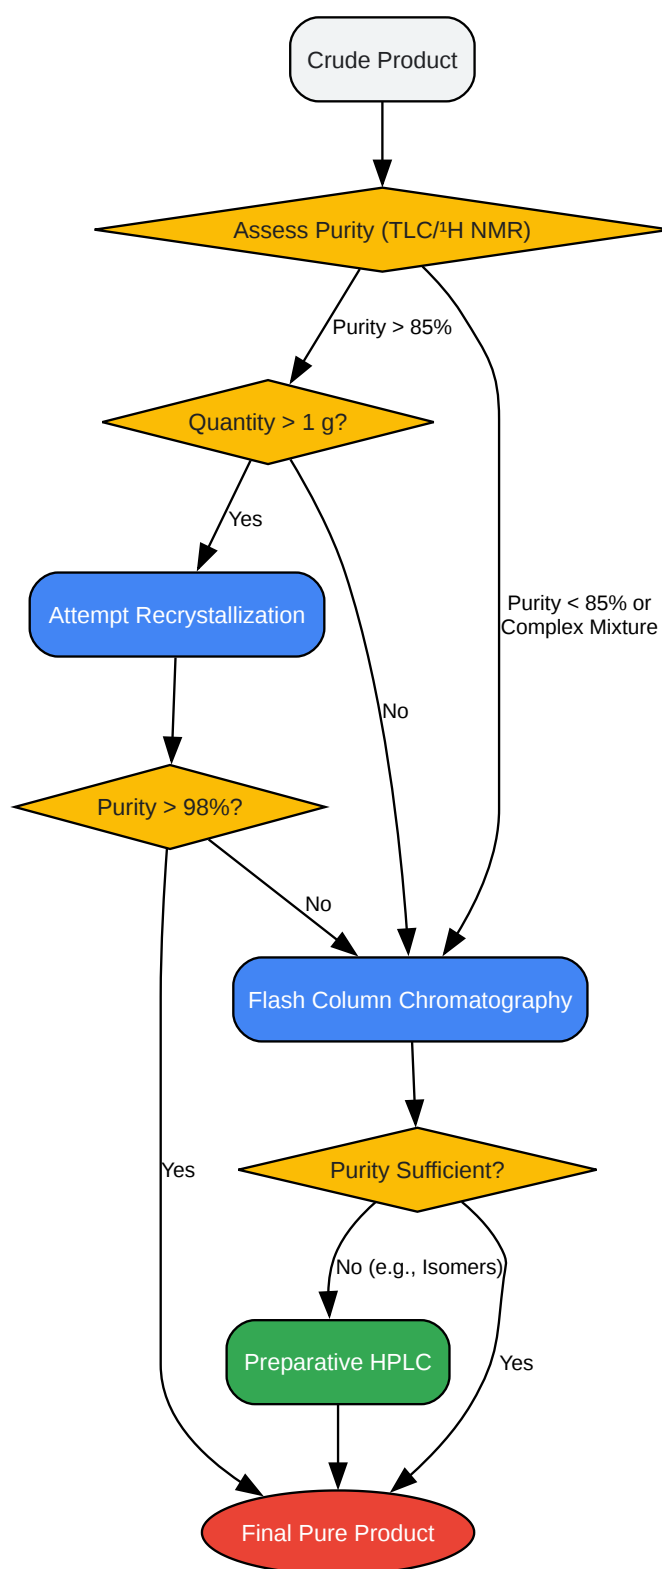 Crude Product
Assess Purity (TLC/¹H NMR)
Purity > 85%
Quantity > 1 g?
Yes
Attempt Recrystallization
Purity < 85% or
Complex Mixture
No
Purity > 98%?
No
Flash Column Chromatography
Yes
Purity Sufficient?
No (e.g., Isomers)
Preparative HPLC
Yes
Final Pure Product